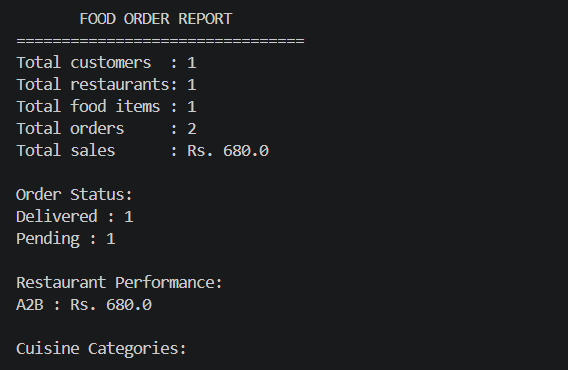 FOOD ORDER REPORT
================================
Total customers  : 1
Total restaurants: 1
Total food items : 1
Total orders     : 2
Total sales      : Rs. 680.0
Order Status:
Delivered : 1
Pending : 1
Restaurant Performance:
A2B : Rs. 680.0
Cuisine Categories: